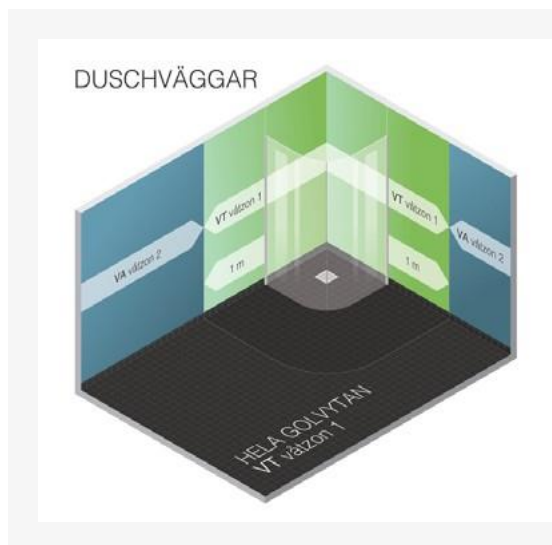 DUSCHVÄGGAR
VT våtzon 1
VT våtzon 1
VA våtzon 2
VA våtzon 2
1 m
1 m
HELA GOLVYTAN
VT våtzon 1